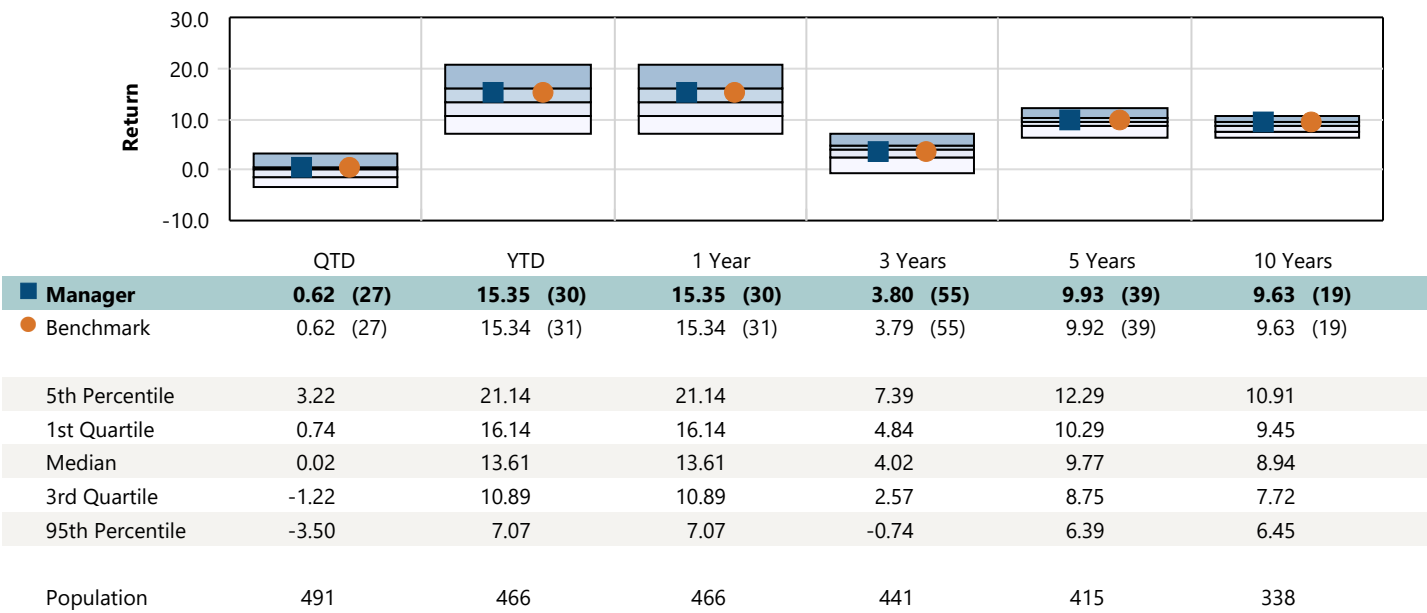 30.0
20.0
10.0
0.0
-10.0
Return
QTD YTD 1 Year 3 Years 5 Years 10 Years
Manager 0.62 (27) 15.35 (30) 15.35 (30) 3.80 (55) 9.93 (39) 9.63 (19)
Benchmark 0.62 (27) 15.34 (31) 15.34 (31) 3.79 (55) 9.92 (39) 9.63 (19)
5th Percentile 3.22 21.14 21.14 7.39 12.29 10.91
1st Quartile 0.74 16.14 16.14 4.84 10.29 9.45
Median 0.02 13.61 13.61 4.02 9.77 8.94
3rd Quartile -1.22 10.89 10.89 2.57 8.75 7.72
95th Percentile -3.50 7.07 7.07 -0.74 6.39 6.45
Population 491 466 466 441 415 338